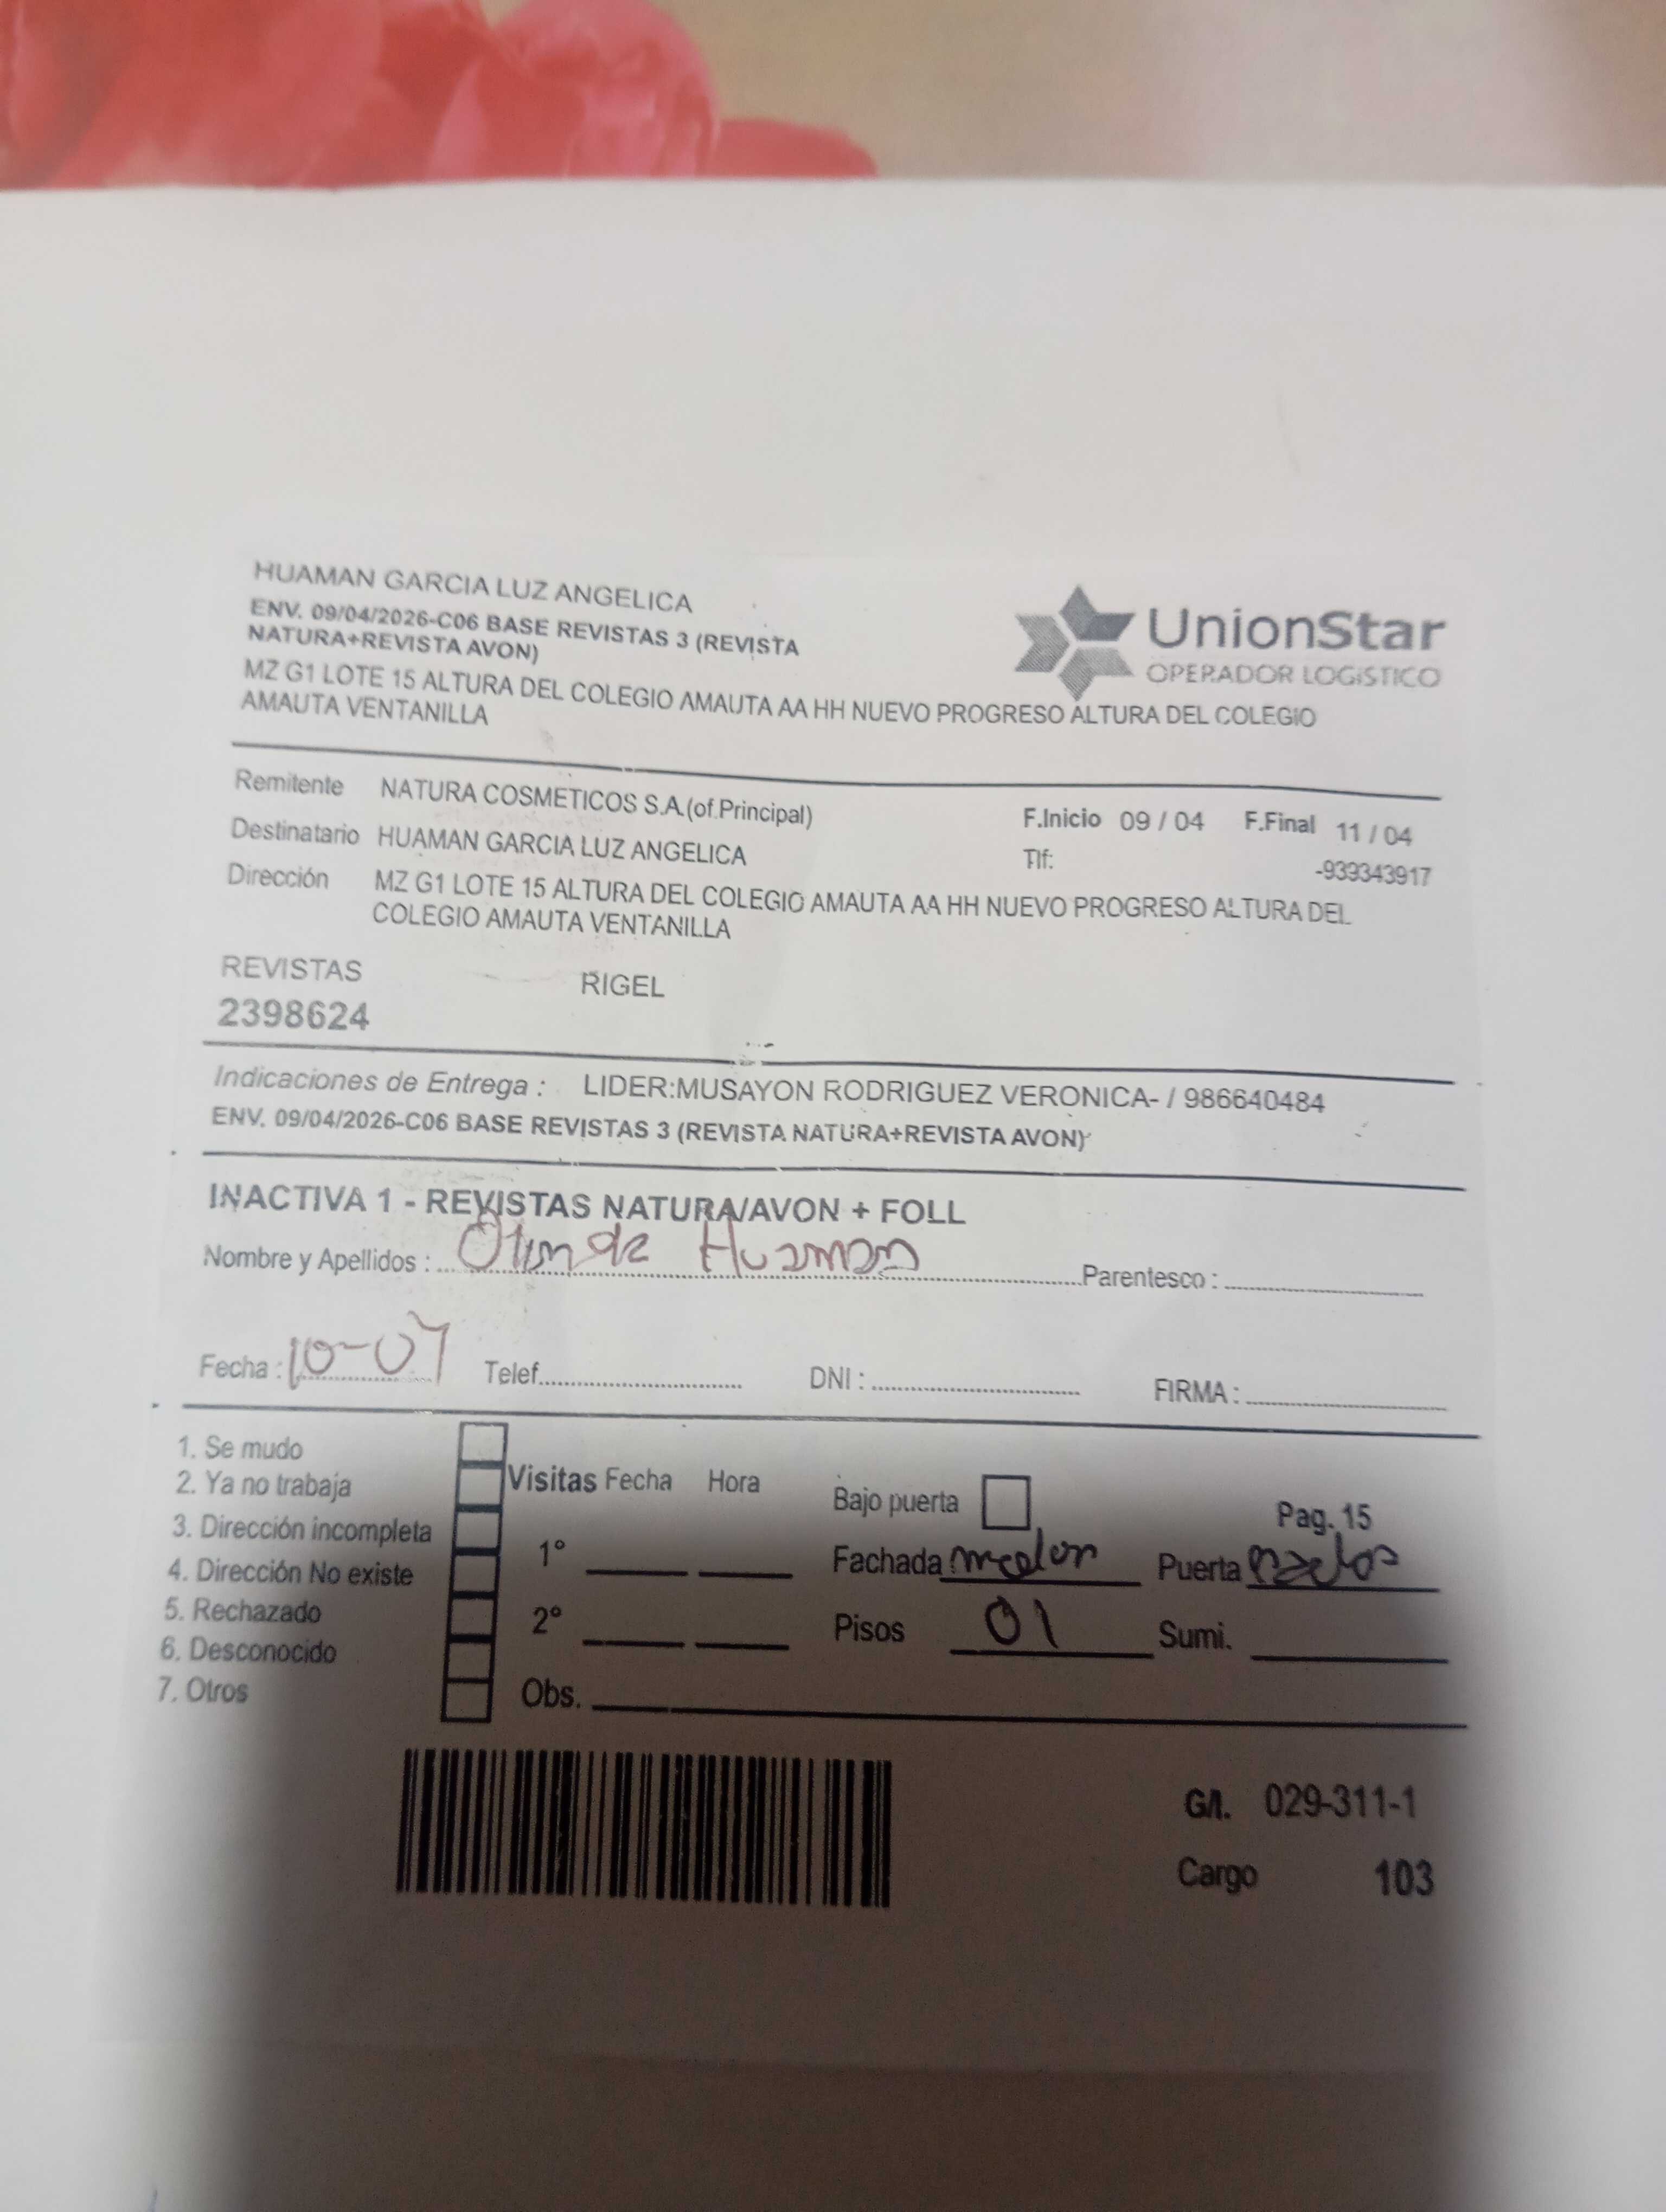 HUAMAN GARCIA LUZ ANGELICA
ENV. 09/04/2026-C06 BASE REVISTAS 3 (REVISTA
NATURA+REVISTA AVON)
MZ G1 LOTE 15 ALTURA DEL COLEGIO AMAUTA AA HH NUEVO PROGRESO ALTURA DEL COLEGIO
AMAUTA VENTANILLA
UnionStar
OPERADOR LOGISTICO
Remitente NATURA COSMETICOS S.A.(of.Principal)
F.Inicio 09 / 04 F.Final 11 / 04
Destinatario HUAMAN GARCIA LUZ ANGELICA
Tlf: -939343917
Dirección MZ G1 LOTE 15 ALTURA DEL COLEGIO AMAUTA AA HH NUEVO PROGRESO ALTURA DEL
COLEGIO AMAUTA VENTANILLA
REVISTAS RIGEL
2398624
Indicaciones de Entrega : LIDER:MUSAYON RODRIGUEZ VERONICA- / 986640484
ENV. 09/04/2026-C06 BASE REVISTAS 3 (REVISTA NATURA+REVISTA AVON)
INACTIVA 1 - REVISTAS NATURA/AVON + FOLL
Nombre y Apellidos : Huaman Parentesco :
Fecha : Telef. DNI : FIRMA :
1. Se mudo
2. Ya no trabaja
3. Dirección incompleta
4. Dirección No existe
5. Rechazado
6. Desconocido
7. Otros
Visitas Fecha Hora
1°
2°
Obs.
Bajo puerta
Pag. 15
Fachada Puerta
Pisos 01 Sumi.
G/I. 029-311-1
Cargo 103